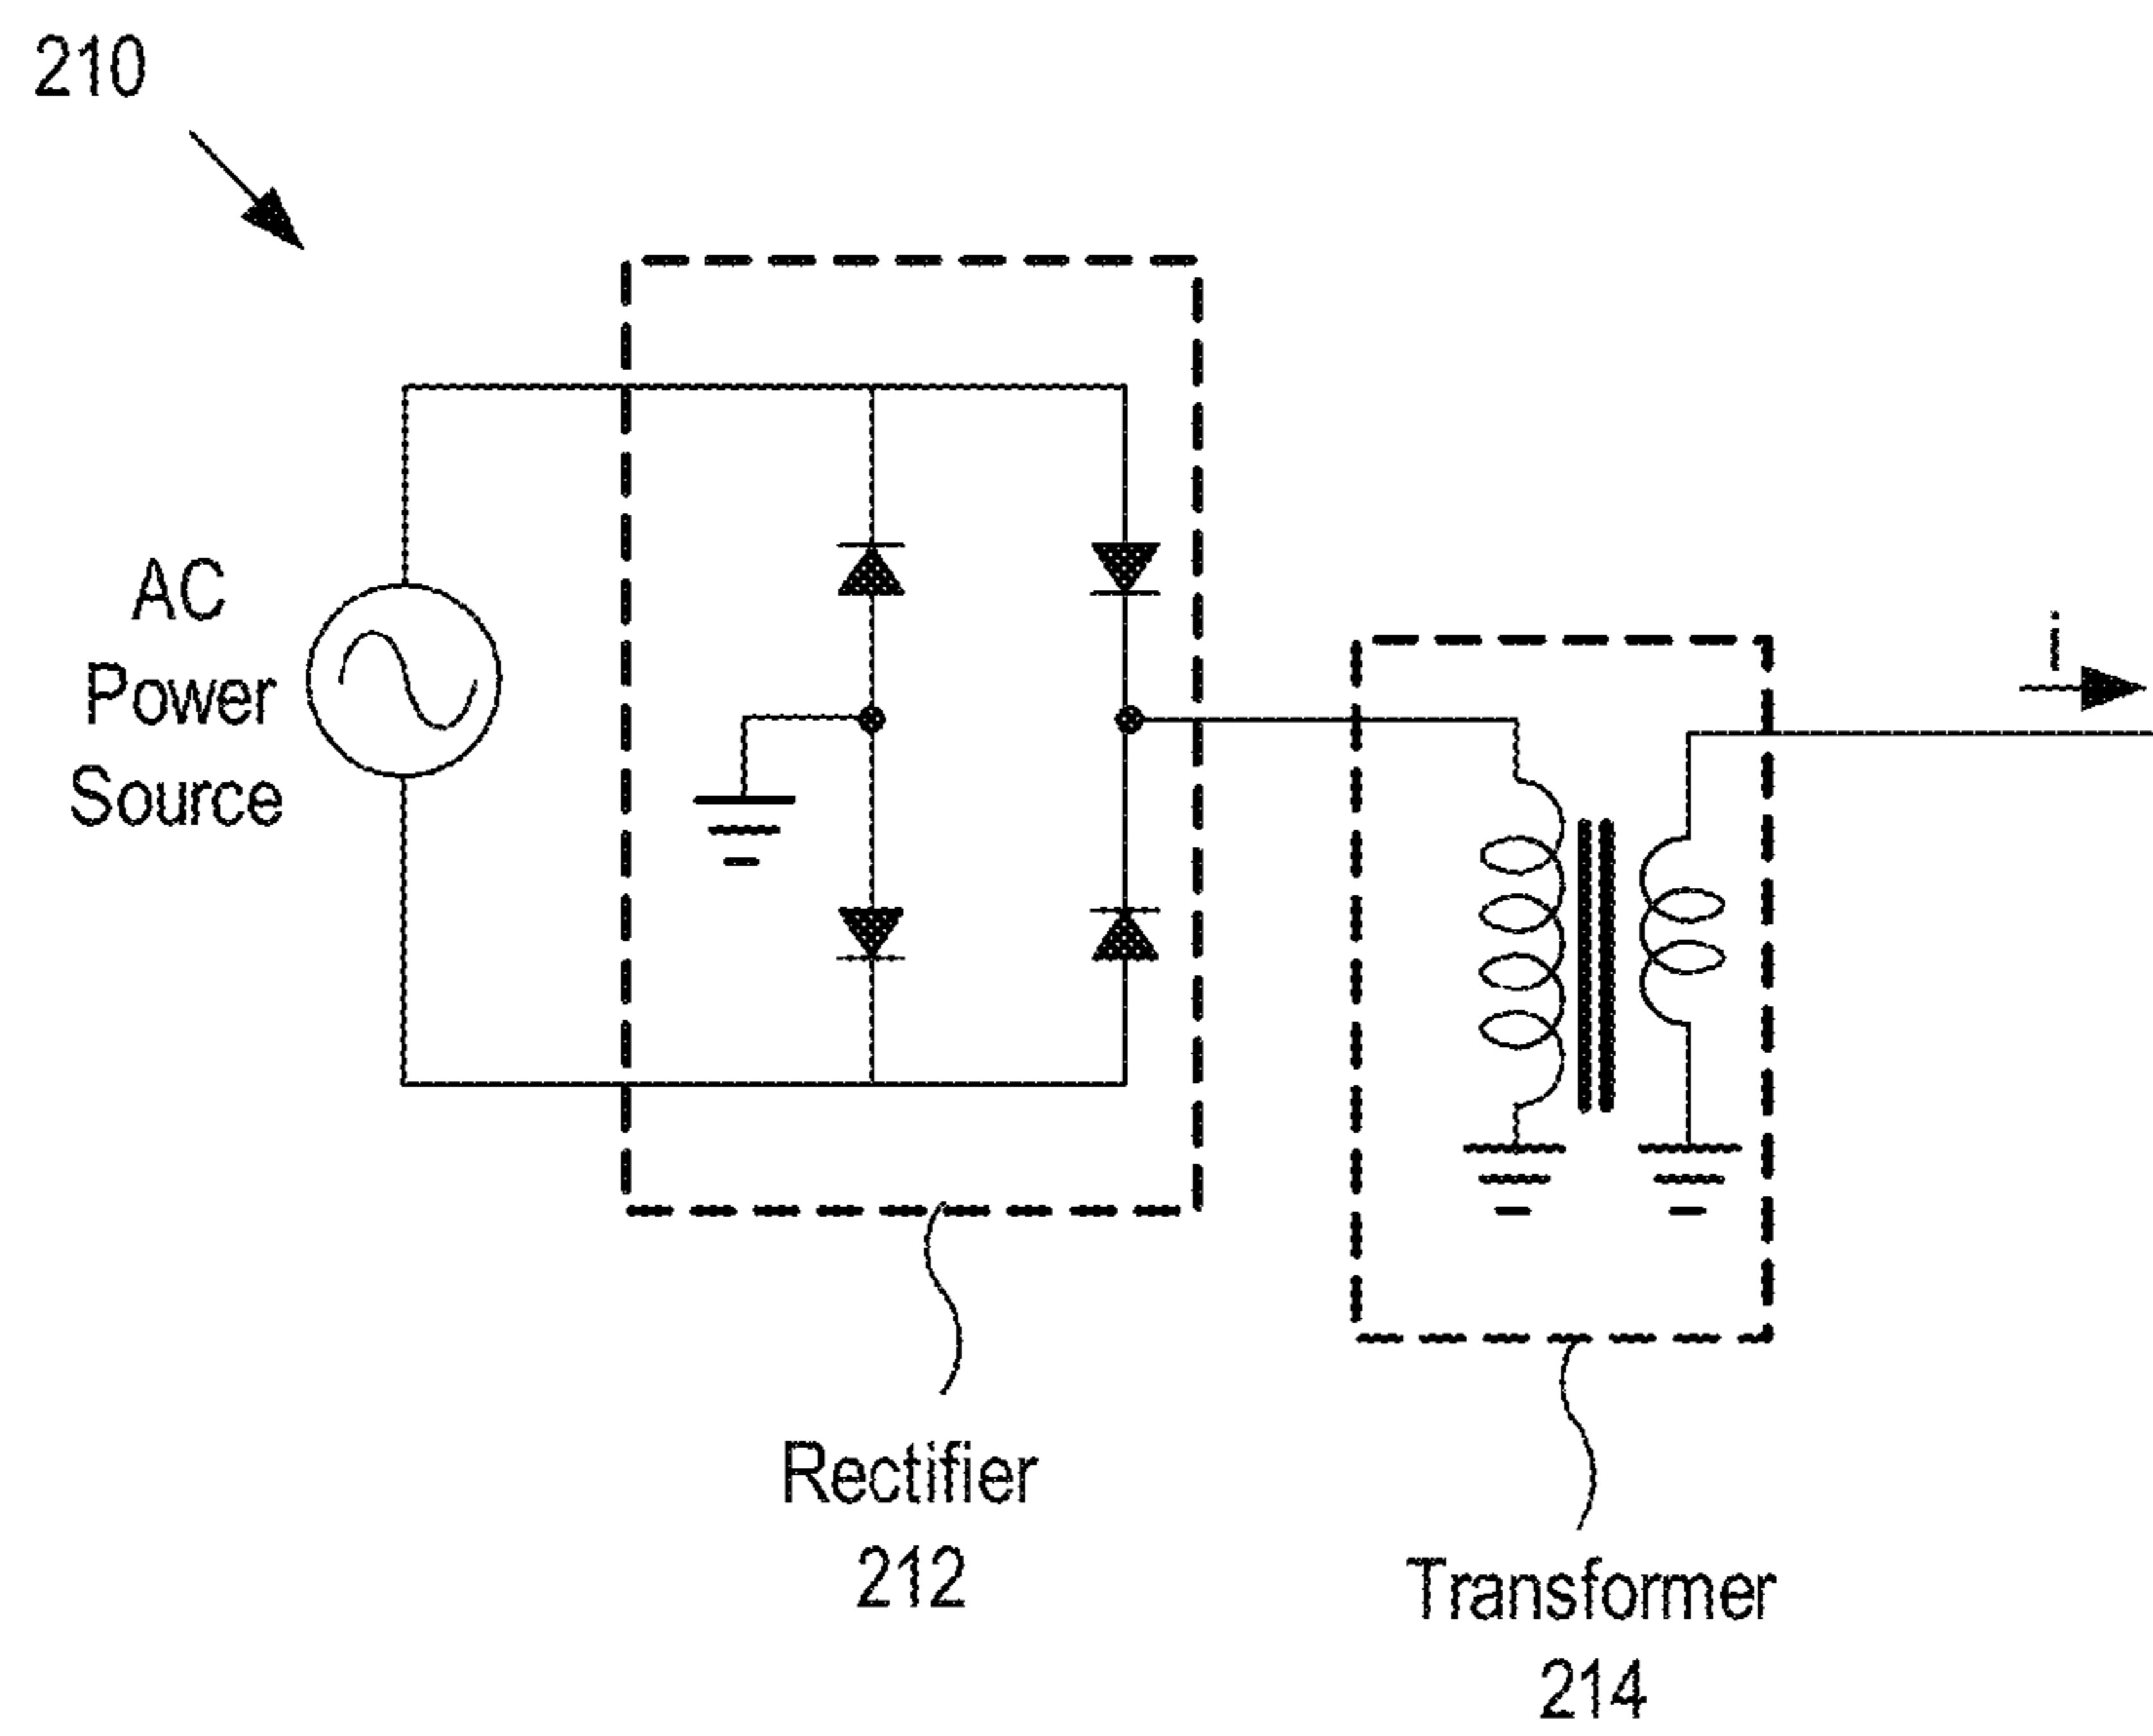 210
AC
Power
Source
i
Rectifier
212
Transformer
214